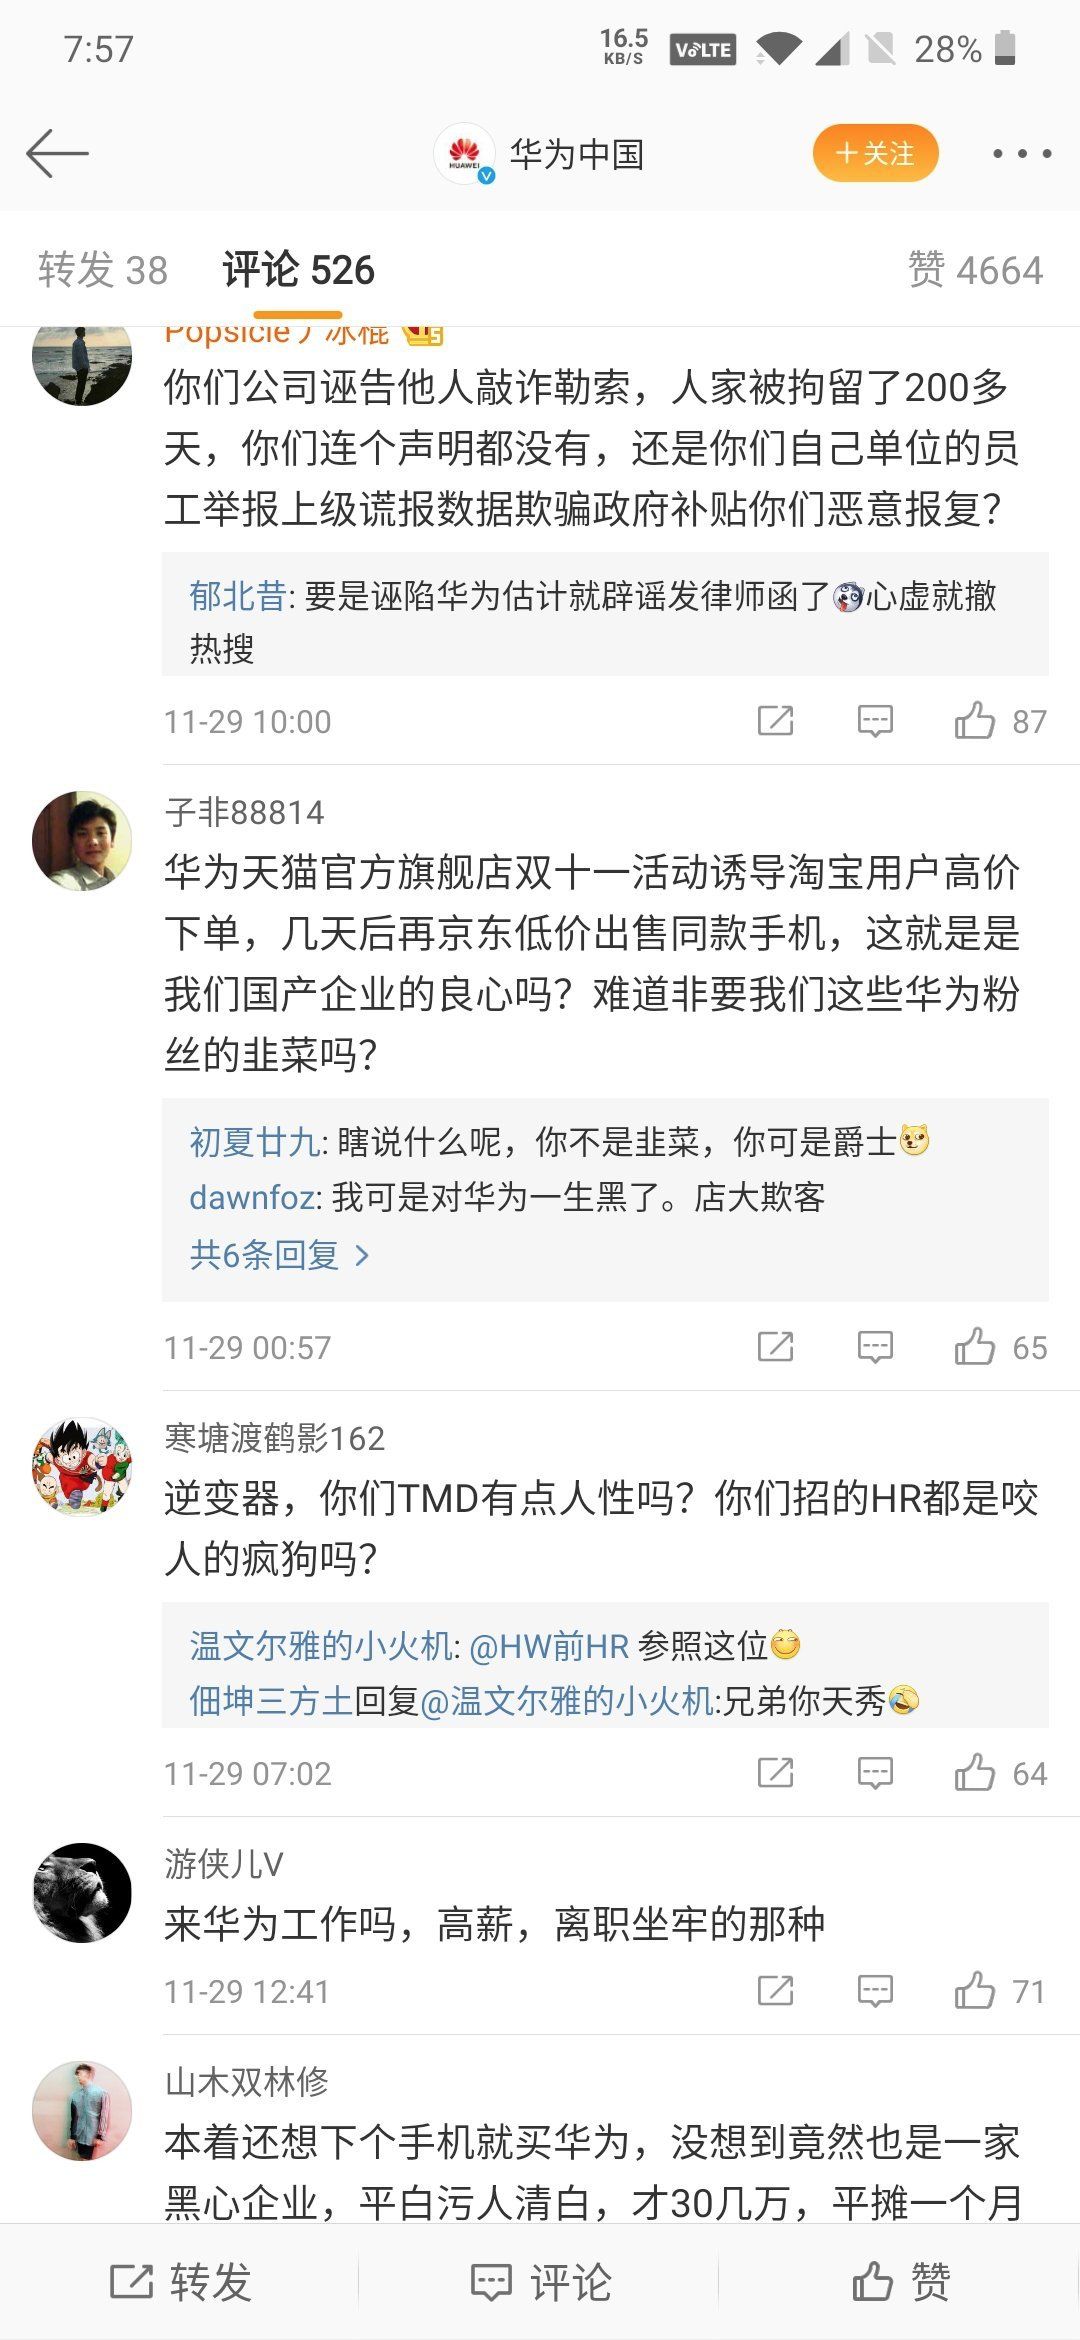 7:57
16.5 KB/S VoLTE 28%
HUAWEI 华为中国 +关注
转发 38 评论 526 赞 4664
Popsicle丿冰棍
你们公司诬告他人敲诈勒索，人家被拘留了200多
天，你们连个声明都没有，还是你们自己单位的员
工举报上级谎报数据欺骗政府补贴你们恶意报复？
郁北昔: 要是诬陷华为估计就辟谣发律师函了心虚就撤
热搜
11-29 10:00 87
子非88814
华为天猫官方旗舰店双十一活动诱导淘宝用户高价
下单，几天后再京东低价出售同款手机，这就是是
我们国产企业的良心吗？难道非要我们这些华为粉
丝的韭菜吗？
初夏廿九: 瞎说什么呢，你不是韭菜，你可是爵士
dawnfoz: 我可是对华为一生黑了。店大欺客
共6条回复 >
11-29 00:57 65
寒塘渡鹤影162
逆变器，你们TMD有点人性吗？你们招的HR都是咬
人的疯狗吗？
温文尔雅的小火机: @HW前HR 参照这位
佃坤三方土回复@温文尔雅的小火机:兄弟你天秀
11-29 07:02 64
游侠儿V
来华为工作吗，高薪，离职坐牢的那种
11-29 12:41 71
山木双林修
本着还想下个手机就买华为，没想到竟然也是一家
黑心企业，平白污人清白，才30几万，平摊一个月
转发 评论 赞